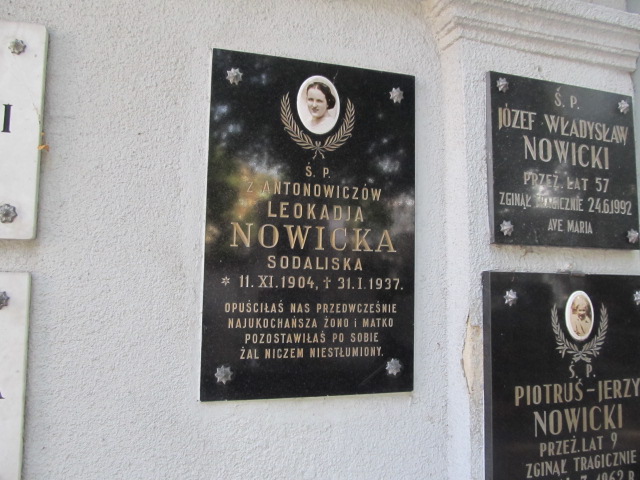 Ś. P.
Z ANTONOWICZÓW
LEOKADJA
NOWICKA
SODALISKA
* 11. XI. 1904, † 31. I. 1937.
OPUŚCIŁAŚ NAS PRZEDWCZEŚNIE
NAJUKOCHAŃSZA ŻONO i MATKO
POZOSTAWIŁAŚ PO SOBIE
ŻAL NICZEM NIESTŁUMIONY.
Ś. P.
JÓZEF WŁADYSŁAW
NOWICKI
PRZEŻ. LAT 57
ZGINĄŁ TRAGICZNIE 24.6.1992
AVE MARIA
Ś. P.
PIOTRUŚ-JERZY
NOWICKI
PRZEŻ. LAT 9
ZGINĄŁ TRAGICZNIE